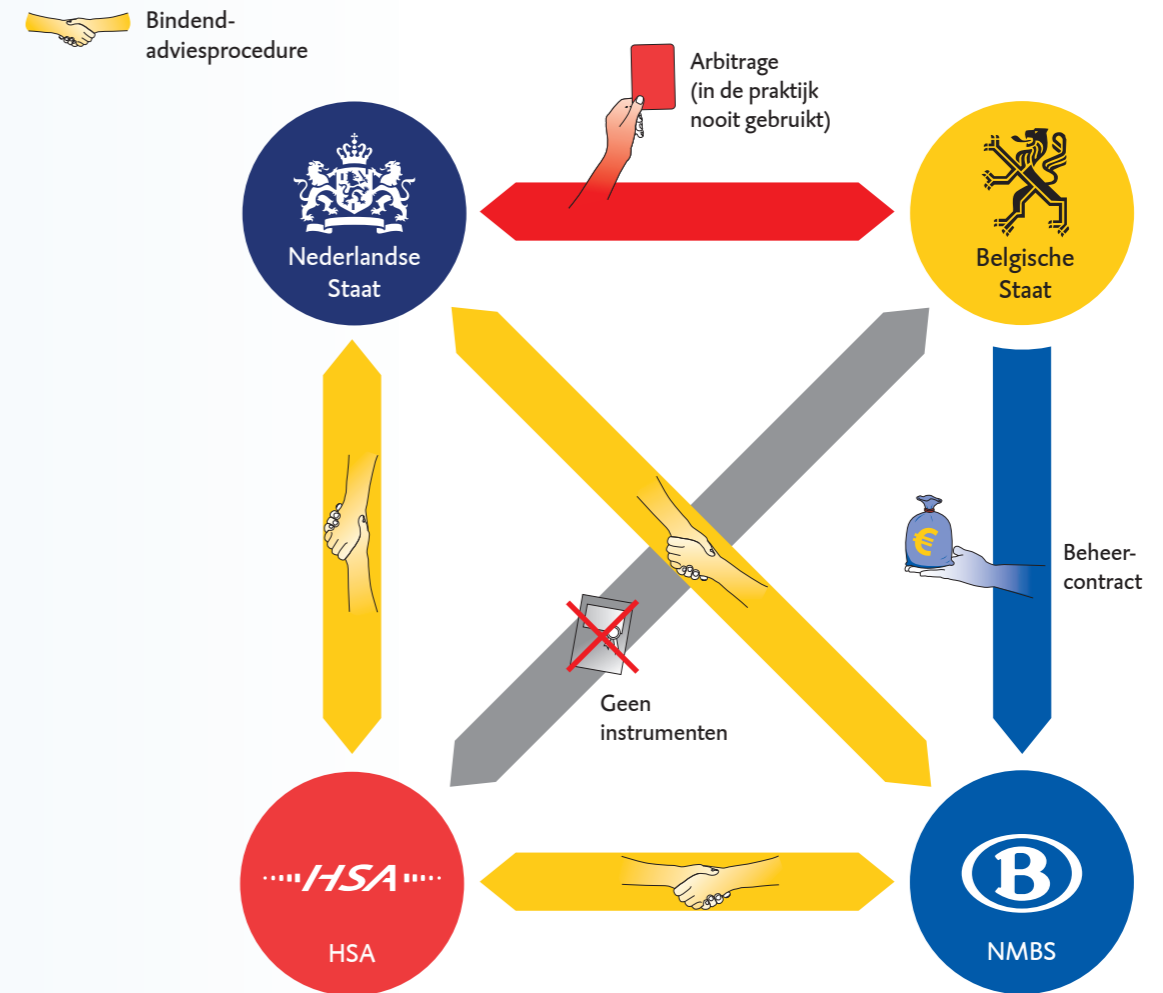 Bindend-
adviesprocedure
Arbitrage
(in de praktijk
nooit gebruikt)
Nederlandse
Staat
Belgische
Staat
€
Beheer-
contract
Geen
instrumenten
HSA
HSA
B
NMBS